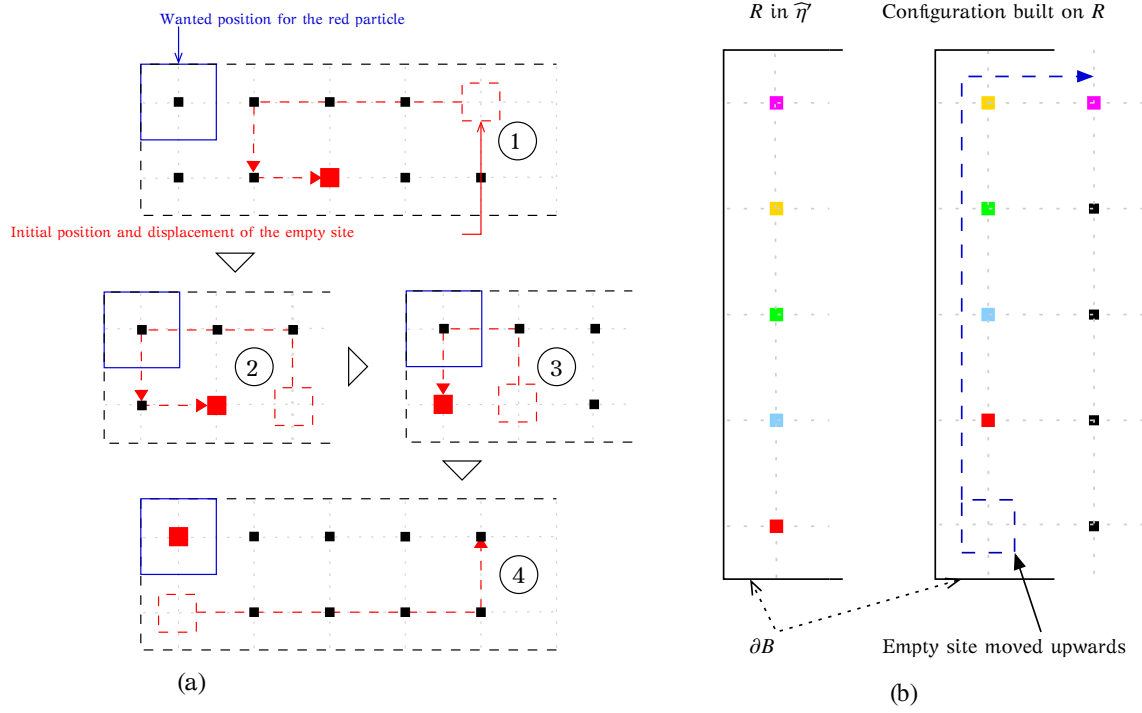 Wanted position for the red particle
1
Initial position and displacement of the empty site
2
3
4
(a)
R in η̂′
Configuration built on R
∂B
Empty site moved upwards
(b)